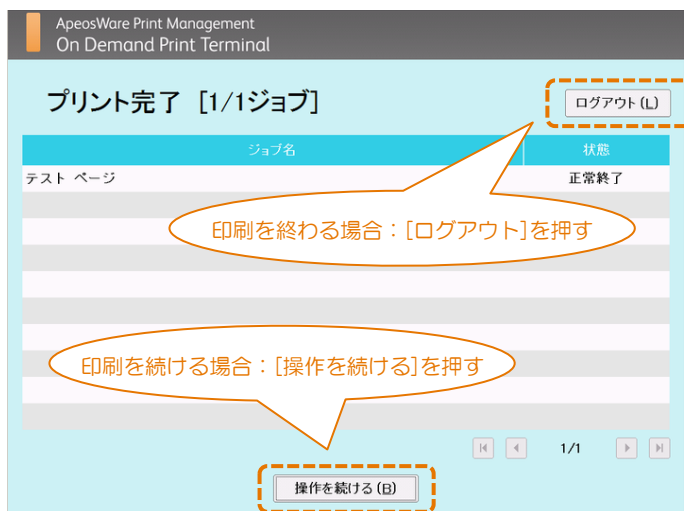 ApeosWare Print Management
On Demand Print Terminal
プリント完了 [1/1ジョブ]
ログアウト(L)
ジョブ名
状態
テスト ページ
正常終了
印刷を終わる場合：[ログアウト]を押す
印刷を続ける場合：[操作を続ける]を押す
1/1
操作を続ける(B)